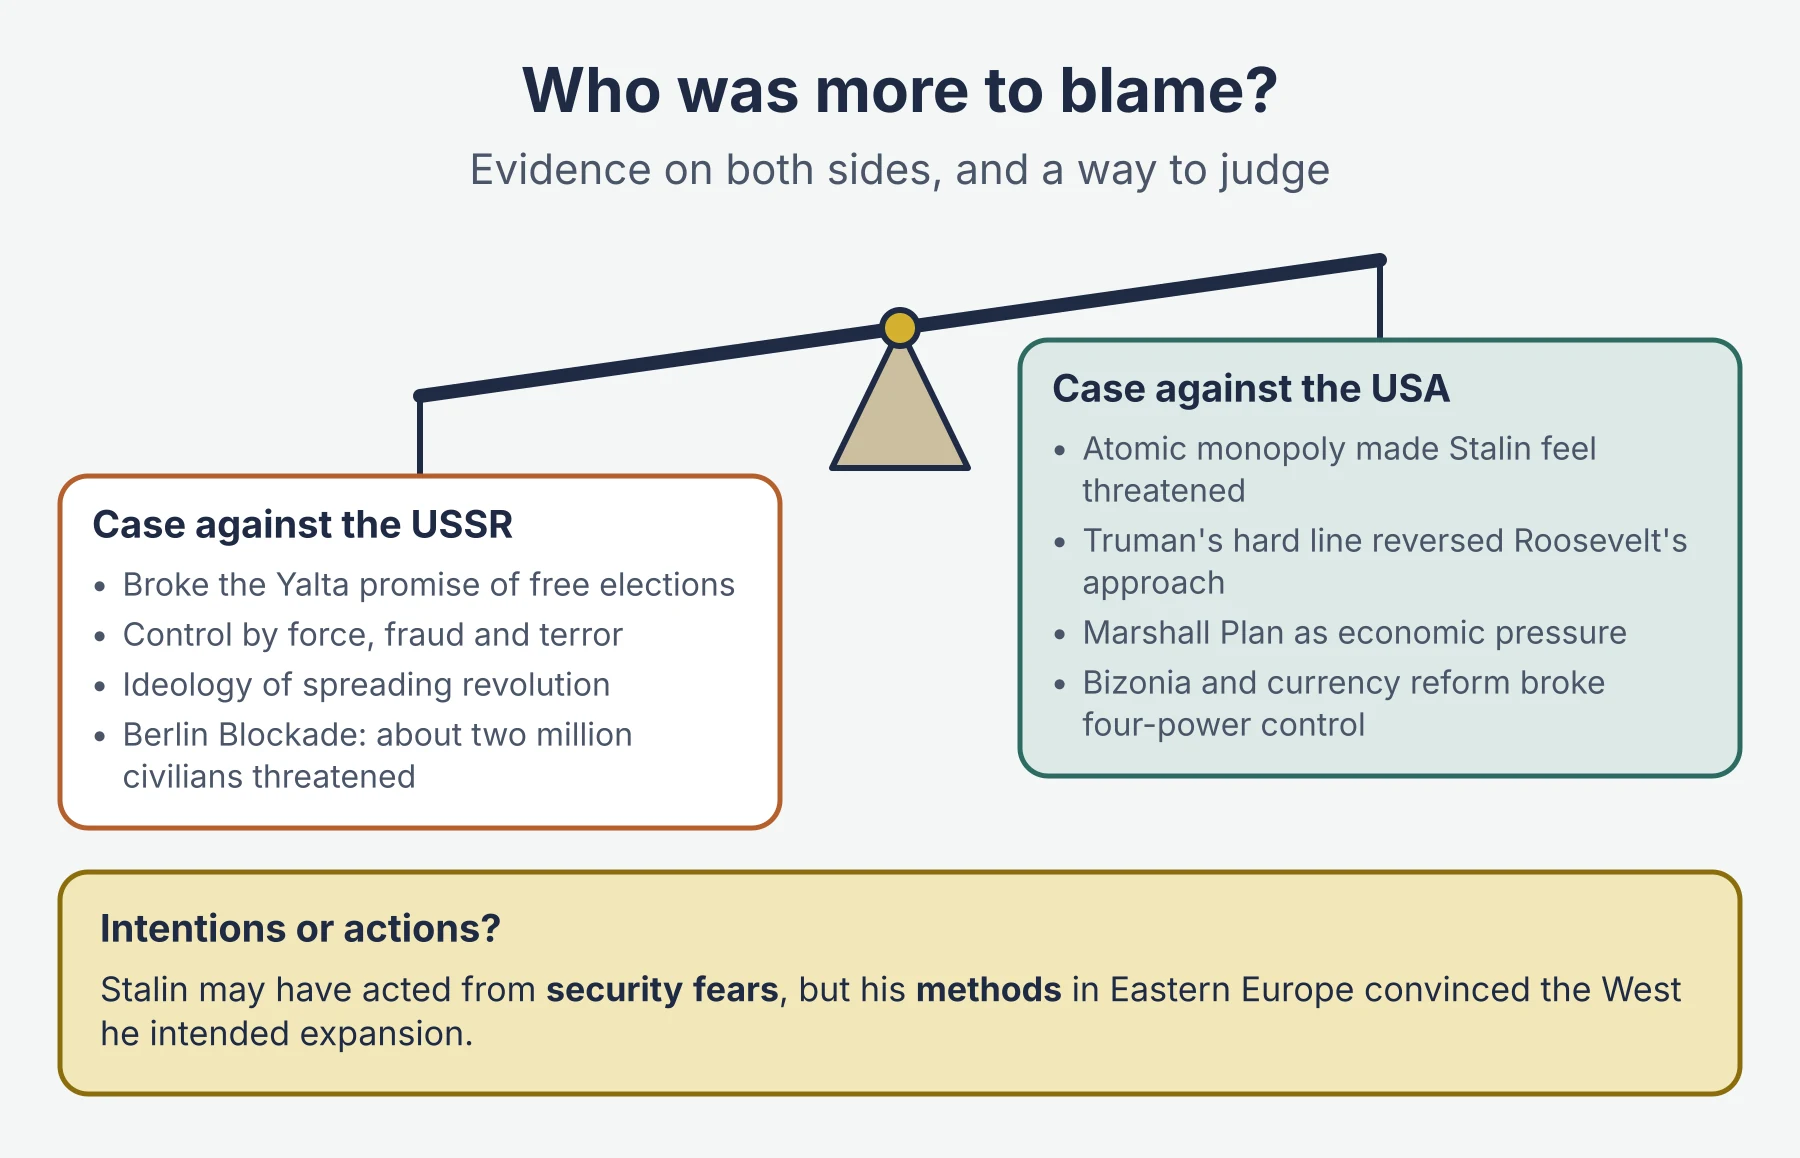 Who was more to blame?
Evidence on both sides, and a way to judge
Case against the USSR
• Broke the Yalta promise of free elections
• Control by force, fraud and terror
• Ideology of spreading revolution
• Berlin Blockade: about two million
civilians threatened
Case against the USA
• Atomic monopoly made Stalin feel
threatened
• Truman's hard line reversed Roosevelt's
approach
• Marshall Plan as economic pressure
• Bizonia and currency reform broke
four-power control
Intentions or actions?
Stalin may have acted from security fears, but his methods in Eastern Europe convinced the West
he intended expansion.